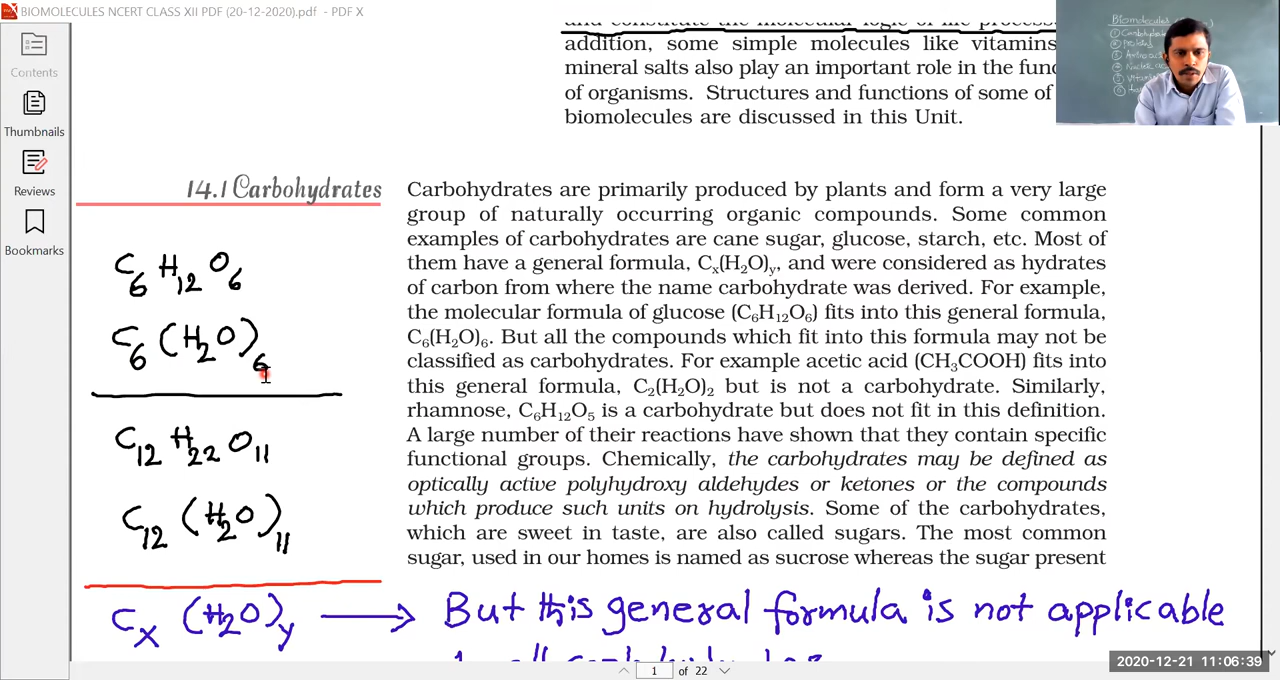 BIOMOLECULES NCERT CLASS XII PDF (20-12-2020).pdf - PDF X
Contents
Thumbnails
Reviews
Bookmarks
and constitute the molecular logic of life process
addition, some simple molecules like vitamins
mineral salts also play an important role in the func
of organisms. Structures and functions of some of
biomolecules are discussed in this Unit.
Biomolecules
14.1 Carbohydrates
Carbohydrates are primarily produced by plants and form a very large
group of naturally occurring organic compounds. Some common
examples of carbohydrates are cane sugar, glucose, starch, etc. Most of
them have a general formula, Cₓ(H₂O)ᵧ, and were considered as hydrates
of carbon from where the name carbohydrate was derived. For example,
the molecular formula of glucose (C₆H₁₂O₆) fits into this general formula,
C₆(H₂O)₆. But all the compounds which fit into this formula may not be
classified as carbohydrates. For example acetic acid (CH₃COOH) fits into
this general formula, C₂(H₂O)₂ but is not a carbohydrate. Similarly,
rhamnose, C₆H₁₂O₅ is a carbohydrate but does not fit in this definition.
A large number of their reactions have shown that they contain specific
functional groups. Chemically, the carbohydrates may be defined as
optically active polyhydroxy aldehydes or ketones or the compounds
which produce such units on hydrolysis. Some of the carbohydrates,
which are sweet in taste, are also called sugars. The most common
sugar, used in our homes is named as sucrose whereas the sugar present
C₆H₁₂O₆
C₆(H₂O)₆
C₁₂H₂₂O₁₁
C₁₂(H₂O)₁₁
Cₓ(H₂O)y → But this general formula is not applicable
1 of 22
2020-12-21 11:06:39